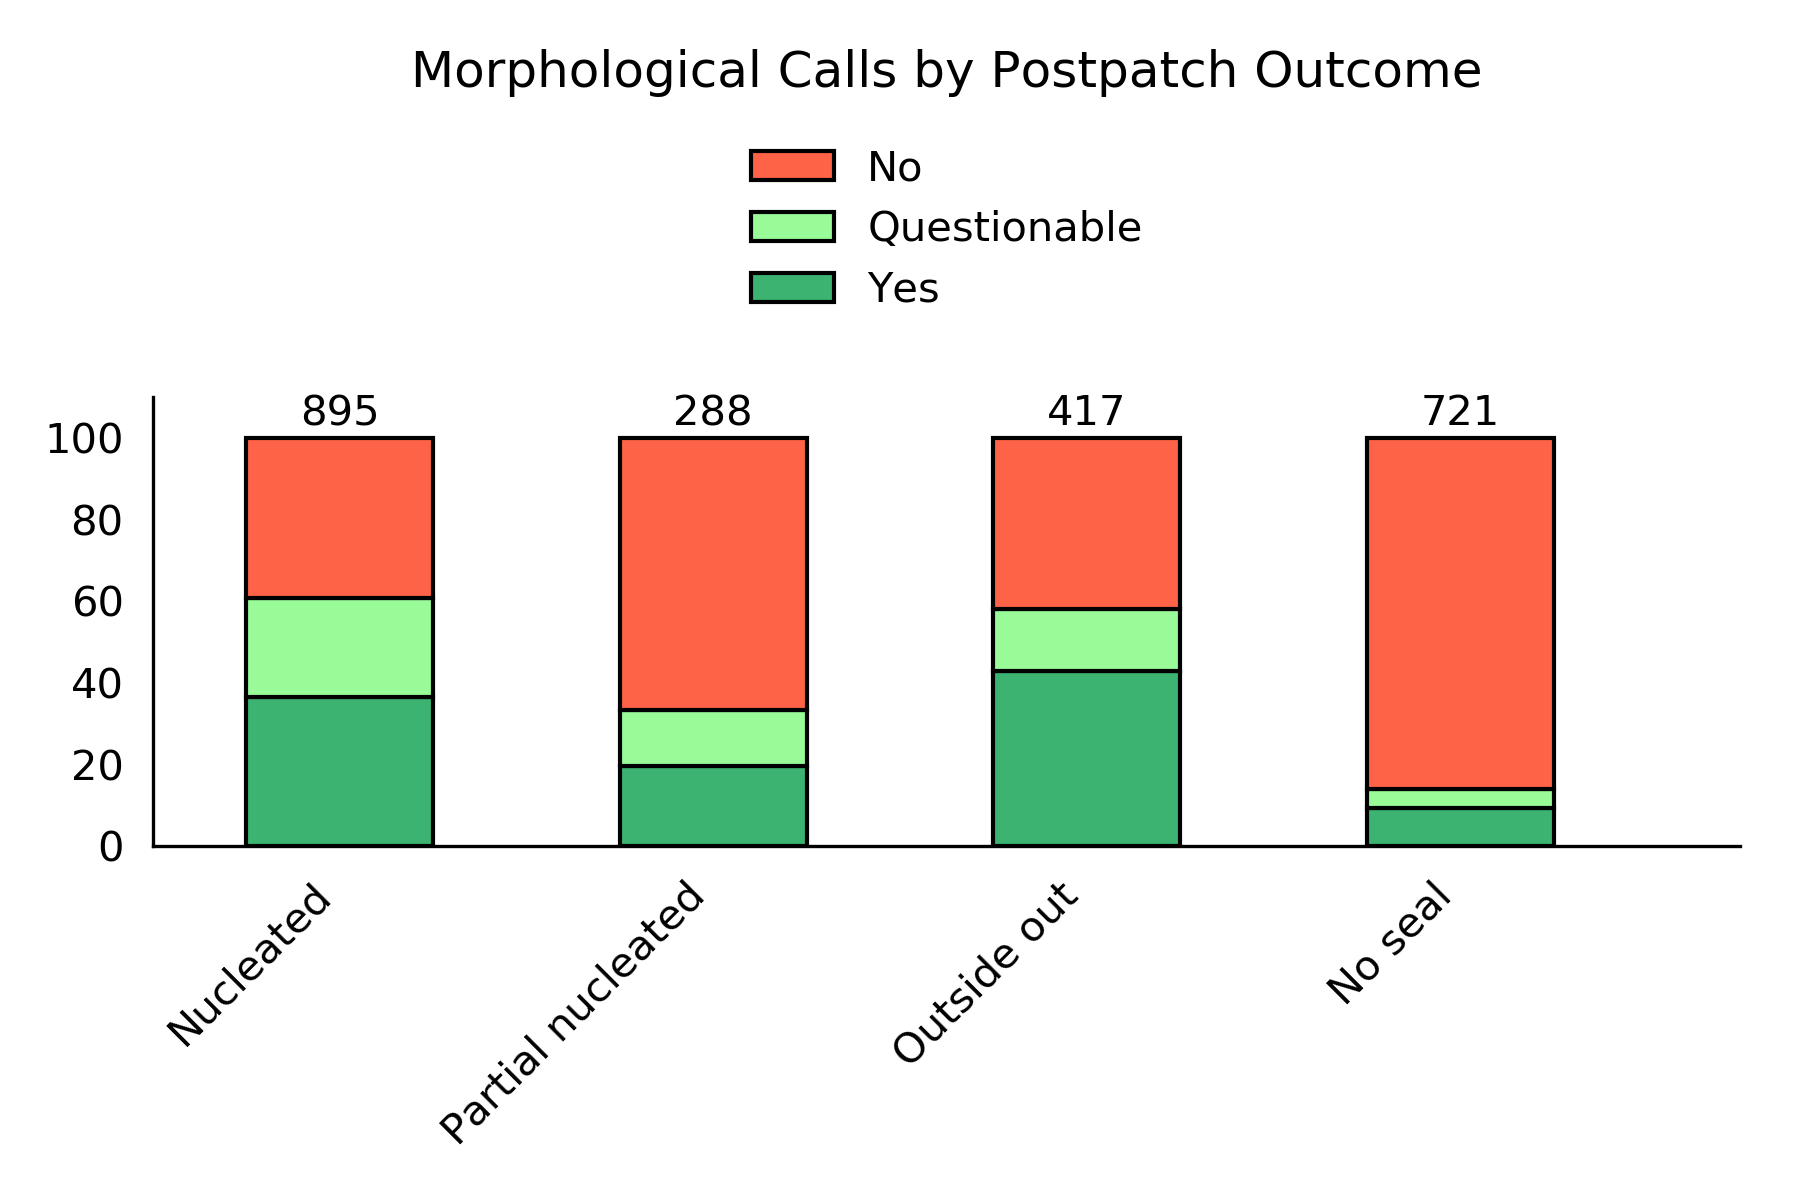 Morphological Calls by Postpatch Outcome
No
Questionable
Yes
895
288
417
721
100
80
60
40
20
0
Nucleated
Partial nucleated
Outside out
No seal